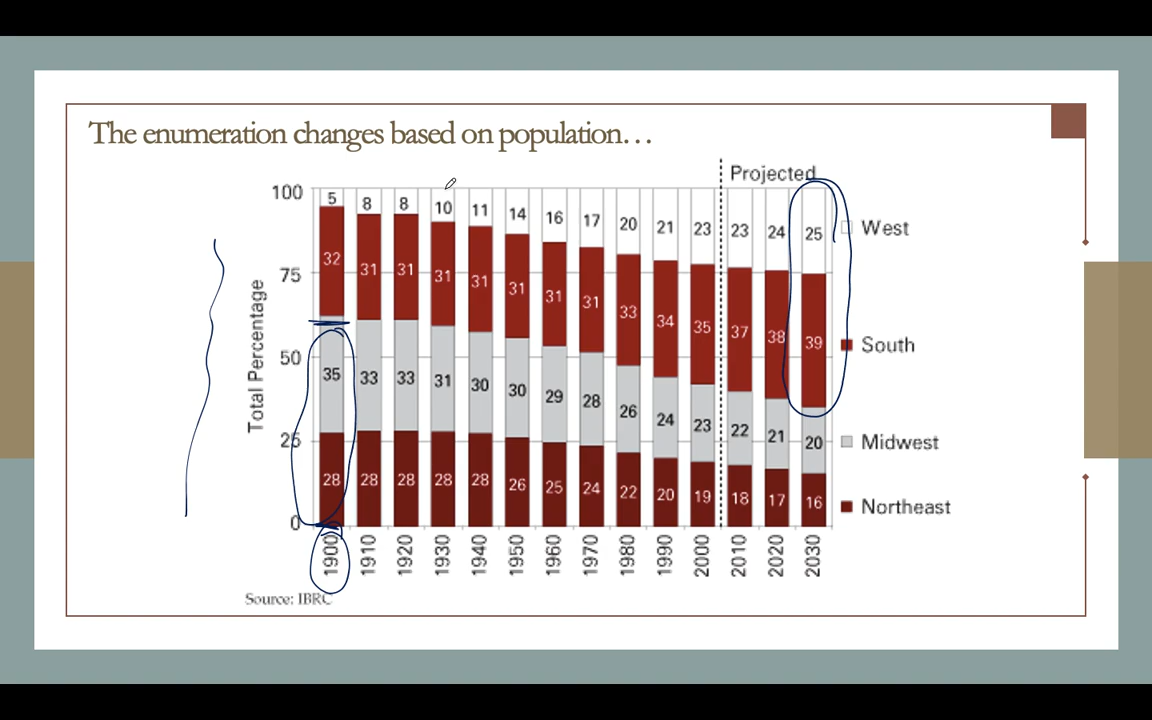 The enumeration changes based on population…
Projected
100 5 8 8 10 11 14 16 17 20 21 23 23 24 25 West
75 32 31 31 31 31 31 31 31 33 34 35 37 38 39 South
50 35 33 33 31 30 30 29 28 26 24 23 22 21 20 Midwest
25 28 28 28 28 28 26 25 24 22 20 19 18 17 16 Northeast
0
Total Percentage
1900 1910 1920 1930 1940 1950 1960 1970 1980 1990 2000 2010 2020 2030
Source: IBRC